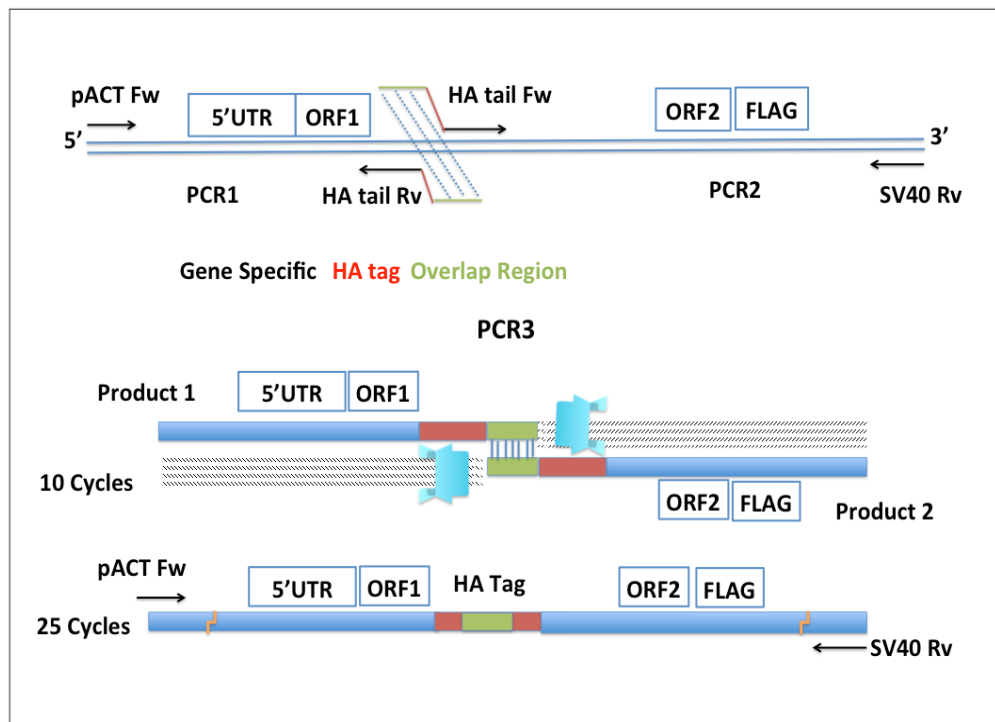 pACT Fw
5'UTR ORF1
HA tail Fw
ORF2 FLAG
5' 3'
PCR1 HA tail Rv PCR2 SV40 Rv
Gene Specific HA tag Overlap Region
PCR3
Product 1 5'UTR ORF1
10 Cycles
ORF2 FLAG Product 2
pACT Fw
5'UTR ORF1 HA Tag ORF2 FLAG
25 Cycles
SV40 Rv